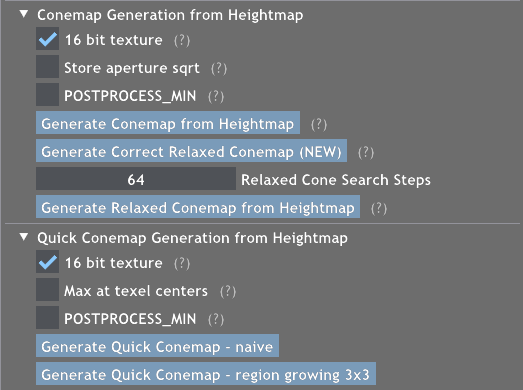 Conemap Generation from Heightmap
16 bit texture (?)
Store aperture sqrt (?)
POSTPROCESS_MIN (?)
Generate Conemap from Heightmap (?)
Generate Correct Relaxed Conemap (NEW) (?)
64 Relaxed Cone Search Steps
Generate Relaxed Conemap from Heightmap (?)
Quick Conemap Generation from Heightmap
16 bit texture (?)
Max at texel centers (?)
POSTPROCESS_MIN (?)
Generate Quick Conemap - naive
Generate Quick Conemap - region growing 3x3